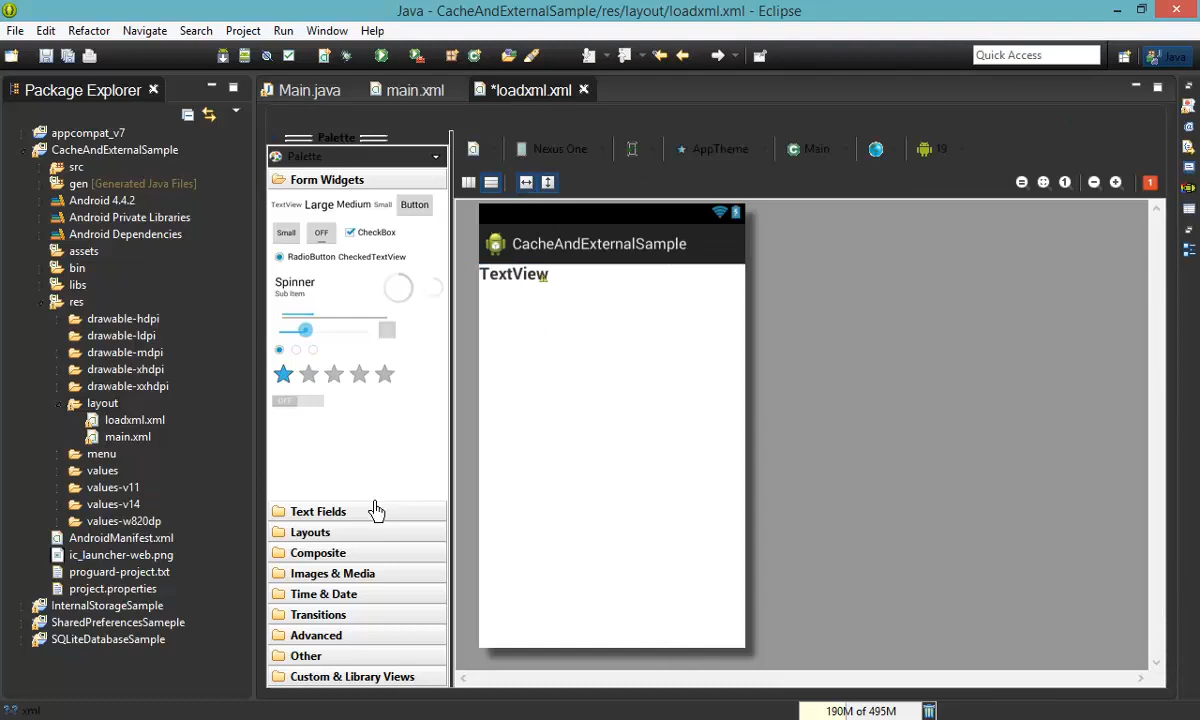 Java - CacheAndExternalSample/res/layout/loadxml.xml - Eclipse
File Edit Refactor Navigate Search Project Run Window Help
Quick Access
Java
Package Explorer
Main.java
main.xml
*loadxml.xml
appcompat_v7
CacheAndExternalSample
src
gen [Generated Java Files]
Android 4.4.2
Android Private Libraries
Android Dependencies
assets
bin
libs
res
drawable-hdpi
drawable-ldpi
drawable-mdpi
drawable-xhdpi
drawable-xxhdpi
layout
loadxml.xml
main.xml
menu
values
values-v11
values-v14
values-w820dp
AndroidManifest.xml
ic_launcher-web.png
proguard-project.txt
project.properties
InternalStorageSample
SharedPreferencesSameple
SQLiteDatabaseSample
Palette
Palette
Form Widgets
TextView Large Medium Small Button
Small OFF CheckBox
RadioButton CheckedTextView
Spinner
Sub Item
OFF
Text Fields
Layouts
Composite
Images & Media
Time & Date
Transitions
Advanced
Other
Custom & Library Views
Nexus One
AppTheme
Main
19
1
1
CacheAndExternalSample
TextView
xml
190M of 495M